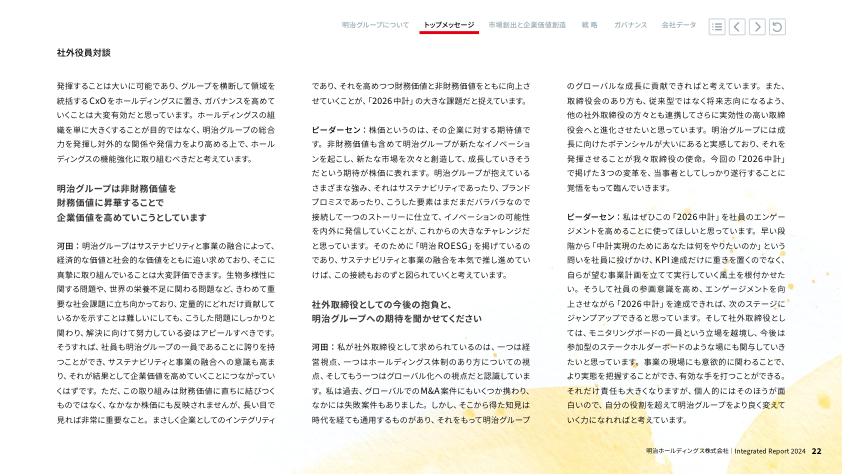 明治グループについて
トップメッセージ
市場創出と企業価値創造
戦 略
ガバナンス
会社データ
社外役員対談
発揮することは大いに可能であり、グループを横断して領域を
統括するCxOをホールディングスに置き、ガバナンスを高めて
いくことは大変有効だと思っています。ホールディングスの組
織を単に大きくすることが目的ではなく、明治グループの総合
力を発揮し対外的な関係や発信力をより高める上で、ホール
ディングスの機能強化に取り組むべきだと考えています。
明治グループは非財務価値を
財務価値に昇華することで
企業価値を高めていこうとしています
河田：明治グループはサステナビリティと事業の融合によって、
経済的な価値と社会的な価値をともに追い求めており、そこに
真摯に取り組んでいることは大変評価できます。生物多様性に
関する問題や、世界の栄養不足に関わる問題など、きわめて重
要な社会課題に立ち向かっており、定量的にどれだけ貢献して
いるかを示すことは難しいにしても、こうした問題にしっかりと
関わり、解決に向けて努力している姿はアピールすべきです。
そうすれば、社員も明治グループの一員であることに誇りを持
つことができ、サステナビリティと事業の融合への意識も高ま
り、それが結果として企業価値を高めていくことにつながってい
くはずです。ただ、この取り組みは財務価値に直ちに結びつく
ものではなく、なかなか株価にも反映されませんが、長い目で
見れば非常に重要なこと。まさしく企業としてのインテグリティ
であり、それを高めつつ財務価値と非財務価値をともに向上さ
せていくことが、「2026中計」の大きな課題だと捉えています。
ピーダーセン：株価というのは、その企業に対する期待値で
す。非財務価値も含めて明治グループが新たなイノベーショ
ンを起こし、新たな市場を次々と創造して、成長していきそう
だという期待が株価に表れます。明治グループが抱えている
さまざまな強み、それはサステナビリティであったり、ブランド
プロミスであったり、こうした要素はまだまだバラバラなので
接続して一つのストーリーに仕立て、イノベーションの可能性
を内外に発信していくことが、これからの大きなチャレンジだ
と思っています。そのために「明治ROESG」を掲げているの
であり、サステナビリティと事業の融合を本気で推し進めてい
けば、この接続もおのずと図られていくと考えています。
社外取締役としての今後の抱負と、
明治グループへの期待を聞かせてください
河田：私が社外取締役として求められているのは、一つは経
営視点、一つはホールディングス体制のあり方についての視
点、そしてもう一つはグローバル化への視点だと認識していま
す。私は過去、グローバルでのM&A案件にもいくつか携わり、
なかには失敗案件もありました。しかし、そこから得た知見は
時代を経ても通用するものがあり、それをもって明治グループ
のグローバルな成長に貢献できればと考えています。また、
取締役会のあり方も、従来型ではなく将来志向になるよう、
他の社外取締役の方々とも連携してさらに実効性の高い取締
役会へと進化させたいと思っています。明治グループには成
長に向けたポテンシャルが大いにあると実感しており、それを
発揮させることが我々取締役の使命。今回の「2026中計」
で掲げた3つの変革を、当事者としてしっかり遂行することに
覚悟をもって臨んでいきます。
ピーダーセン：私はぜひこの「2026中計」を社員のエンゲー
ジメントを高めることに使ってほしいと思っています。早い段
階から「中計実現のためにあなたは何をやりたいのか」という
問いを社員に投げかけ、KPI達成だけに重きを置くのでなく、
自らが望む事業計画を立てて実行していく風土を根付かせた
い。そうして社員の参画意識を高め、エンゲージメントを向
上させながら「2026中計」を達成できれば、次のステージに
ジャンプアップできると思っています。そして社外取締役とし
ては、モニタリングボードの一員という立場を越境し、今後は
参加型のステークホルダーボードのような場にも関与していき
たいと思っています。事業の現場にも意欲的に関わることで、
より実態を把握することができ、有効な手を打つことができる。
それだけ責任も大きくなりますが、個人的にはそのほうが面
白いので、自分の役割を超えて明治グループをより良く変えて
いく力になれればと考えています。
明治ホールディングス株式会社｜Integrated Report 2024 22